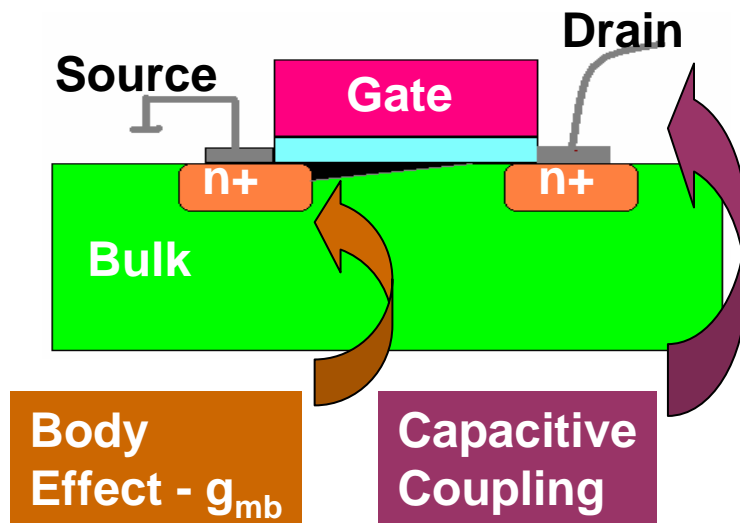 Drain
Source
Gate
n+
n+
Bulk
Body
Effect - gmb
Capacitive
Coupling